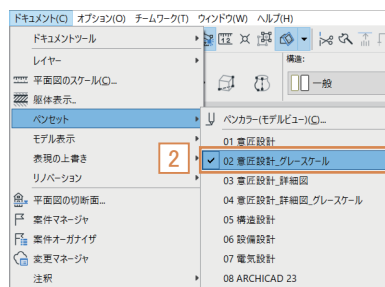 ドキュメント(C) オプション(O) チームワーク(T) ウィンドウ(W) ヘルプ(H)
ドキュメントツール
レイヤー
構造:
平面図のスケール(C)...
一般
躯体表示...
ペンセット
ペンカラー(モデルビュー)(C)...
モデル表示
01 意匠設計
表現の上書き
2
02 意匠設計_グレースケール
リノベーション
03 意匠設計_詳細図
平面図の切断面...
04 意匠設計_詳細図_グレースケール
案件マネージャ
05 構造設計
案件オーガナイザ
06 設備設計
変更マネージャ
07 電気設計
注釈
08 ARCHICAD 23